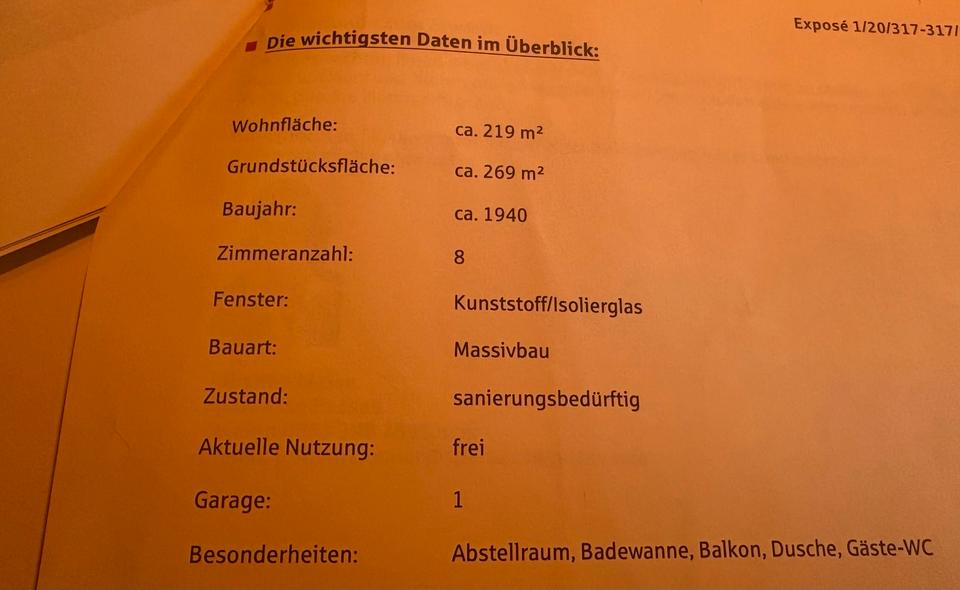 Exposé 1/20/317-317/
Die wichtigsten Daten im Überblick:
Wohnfläche: ca. 219 m²
Grundstücksfläche: ca. 269 m²
Baujahr: ca. 1940
Zimmeranzahl: 8
Fenster: Kunststoff/Isolierglas
Bauart: Massivbau
Zustand: sanierungsbedürftig
Aktuelle Nutzung: frei
Garage: 1
Besonderheiten: Abstellraum, Badewanne, Balkon, Dusche, Gäste-WC